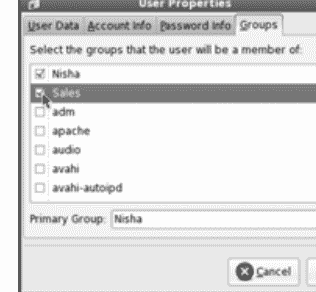 User Properties
User Data Account Info Password Info Groups
Select the groups that the user will be a member of:
Nisha
Sales
adm
apache
audio
avahi
avahi-autoipd
Primary Group: Nisha
Cancel